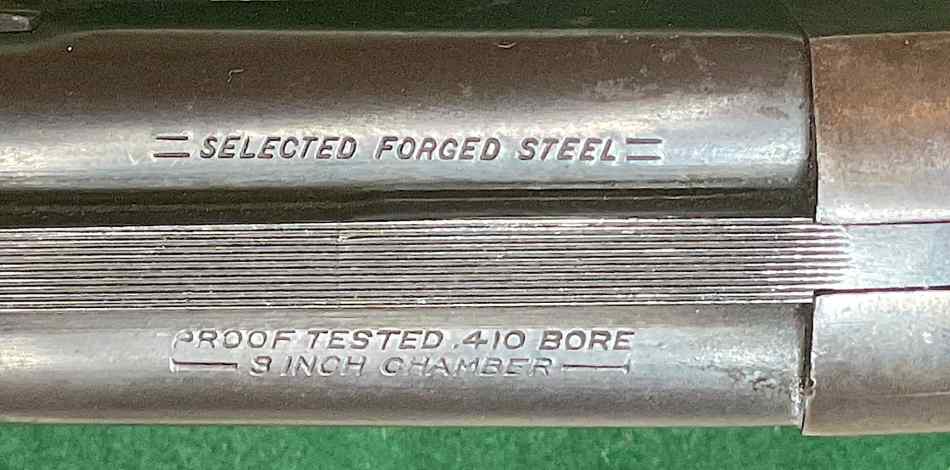 SELECTED FORGED STEEL
PROOF TESTED .410 BORE
3 INCH CHAMBER